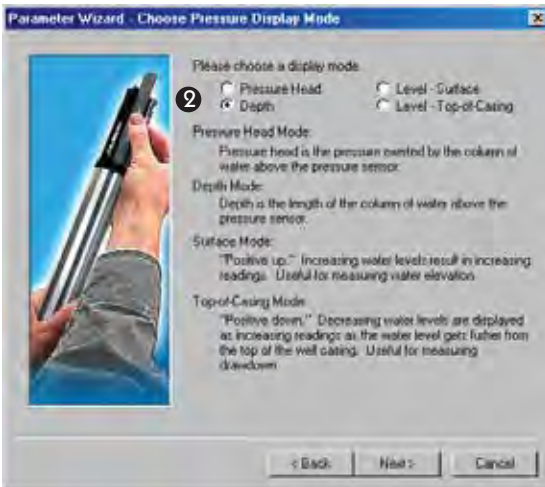 Parameter Wizard - Choose Pressure Display Mode
Please choose a display mode.
Pressure Head
Level - Surface
2
Depth
Level - Top-of-Casing
Pressure Head Mode:
Pressure head is the pressure exerted by the column of
water above the pressure sensor.
Depth Mode:
Depth is the length of the column of water above the
pressure sensor.
Surface Mode:
"Positive up." Increasing water levels result in increasing
readings. Useful for measuring water elevation.
Top-of-Casing Mode:
"Positive down." Decreasing water levels are displayed
as increasing readings as the water level gets futher from
the top of the well casing. Useful for measuring
drawdown.
< Back
Next >
Cancel